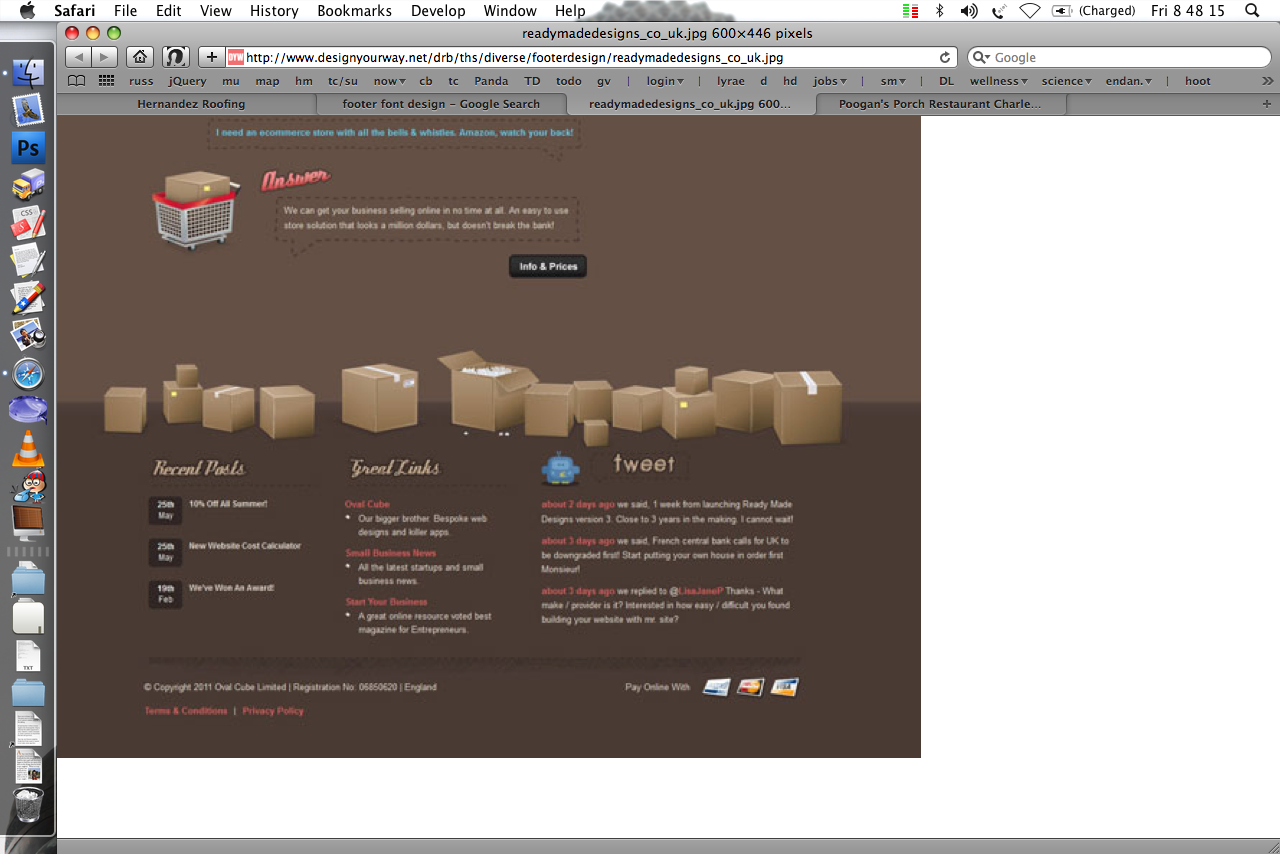 Safari File Edit View History Bookmarks Develop Window Help (Charged) Fri 8 48 15
readymadedesigns_co_uk.jpg 600×446 pixels
DYW http://www.designyourway.net/drb/ths/diverse/footerdesign/readymadedesigns_co_uk.jpg Google
russ jQuery mu map hm tc/su now cb tc Panda TD todo gv | login | lyrae d hd jobs | sm | DL wellness science endan. | hoot
Hernandez Roofing footer font design – Google Search readymadedesigns_co_uk.jpg 600... Poogan's Porch Restaurant Charle...
Ps
CSS
TXT
I need an ecommerce store with all the bells & whistles. Amazon, watch your back!
Answer
We can get your business selling online in no time at all. An easy to use
store solution that looks a million dollars, but doesn't break the bank!
Info & Prices
Recent Posts
25th
May
10% Off All Summer!
25th
May
New Website Cost Calculator
19th
Feb
We've Won An Award!
Great Links
Oval Cube
Our bigger brother. Bespoke web
designs and killer apps.
Small Business News
All the latest startups and small
business news.
Start Your Business
A great online resource voted best
magazine for Entrepreneurs.
tweet
about 2 days ago we said, 1 week from launching Ready Made
Designs version 3. Close to 3 years in the making. I cannot wait!
about 3 days ago we said, French central bank calls for UK to
be downgraded first! Start putting your own house in order first
Monsieur!
about 3 days ago we replied to @LisaJaneP Thanks - What
make / provider is it? Interested in how easy / difficult you found
building your website with mr. site?
© Copyright 2011 Oval Cube Limited | Registration No: 06850620 | England
Pay Online With
Terms & Conditions | Privacy Policy